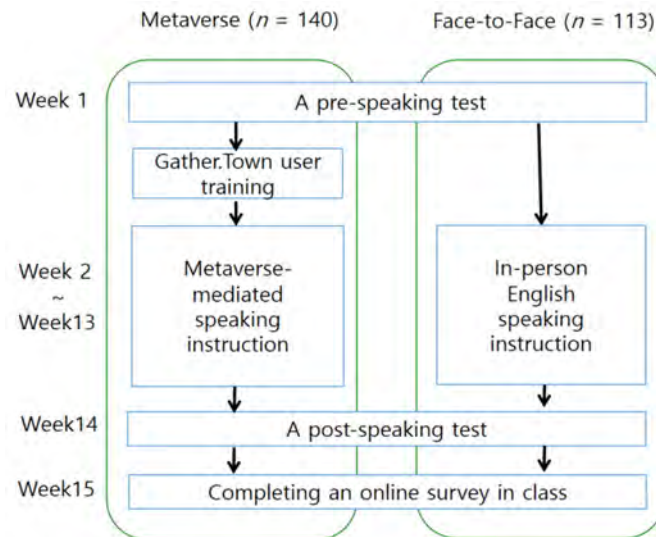 Metaverse (n = 140)
Face-to-Face (n = 113)
Week 1
A pre-speaking test
Gather.Town user
training
Week 2
~
Week13
Metaverse-
mediated
speaking
instruction
In-person
English
speaking
instruction
Week14
A post-speaking test
Week15
Completing an online survey in class